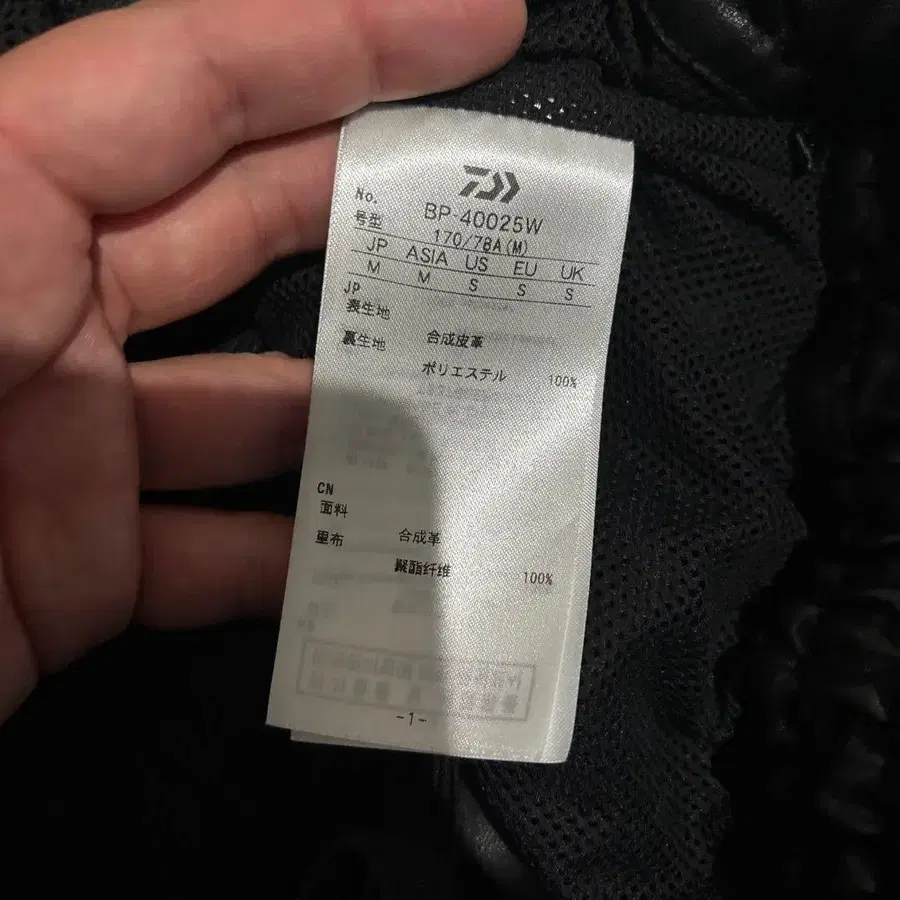 No. BP-40025W
号型 170/78A(M)
JP ASIA US EU UK
M M S S S
JP
表生地 合成皮革
裏生地 ポリエステル 100%
CN
面料 合成革
里布 聚酯纤维 100%
-1-